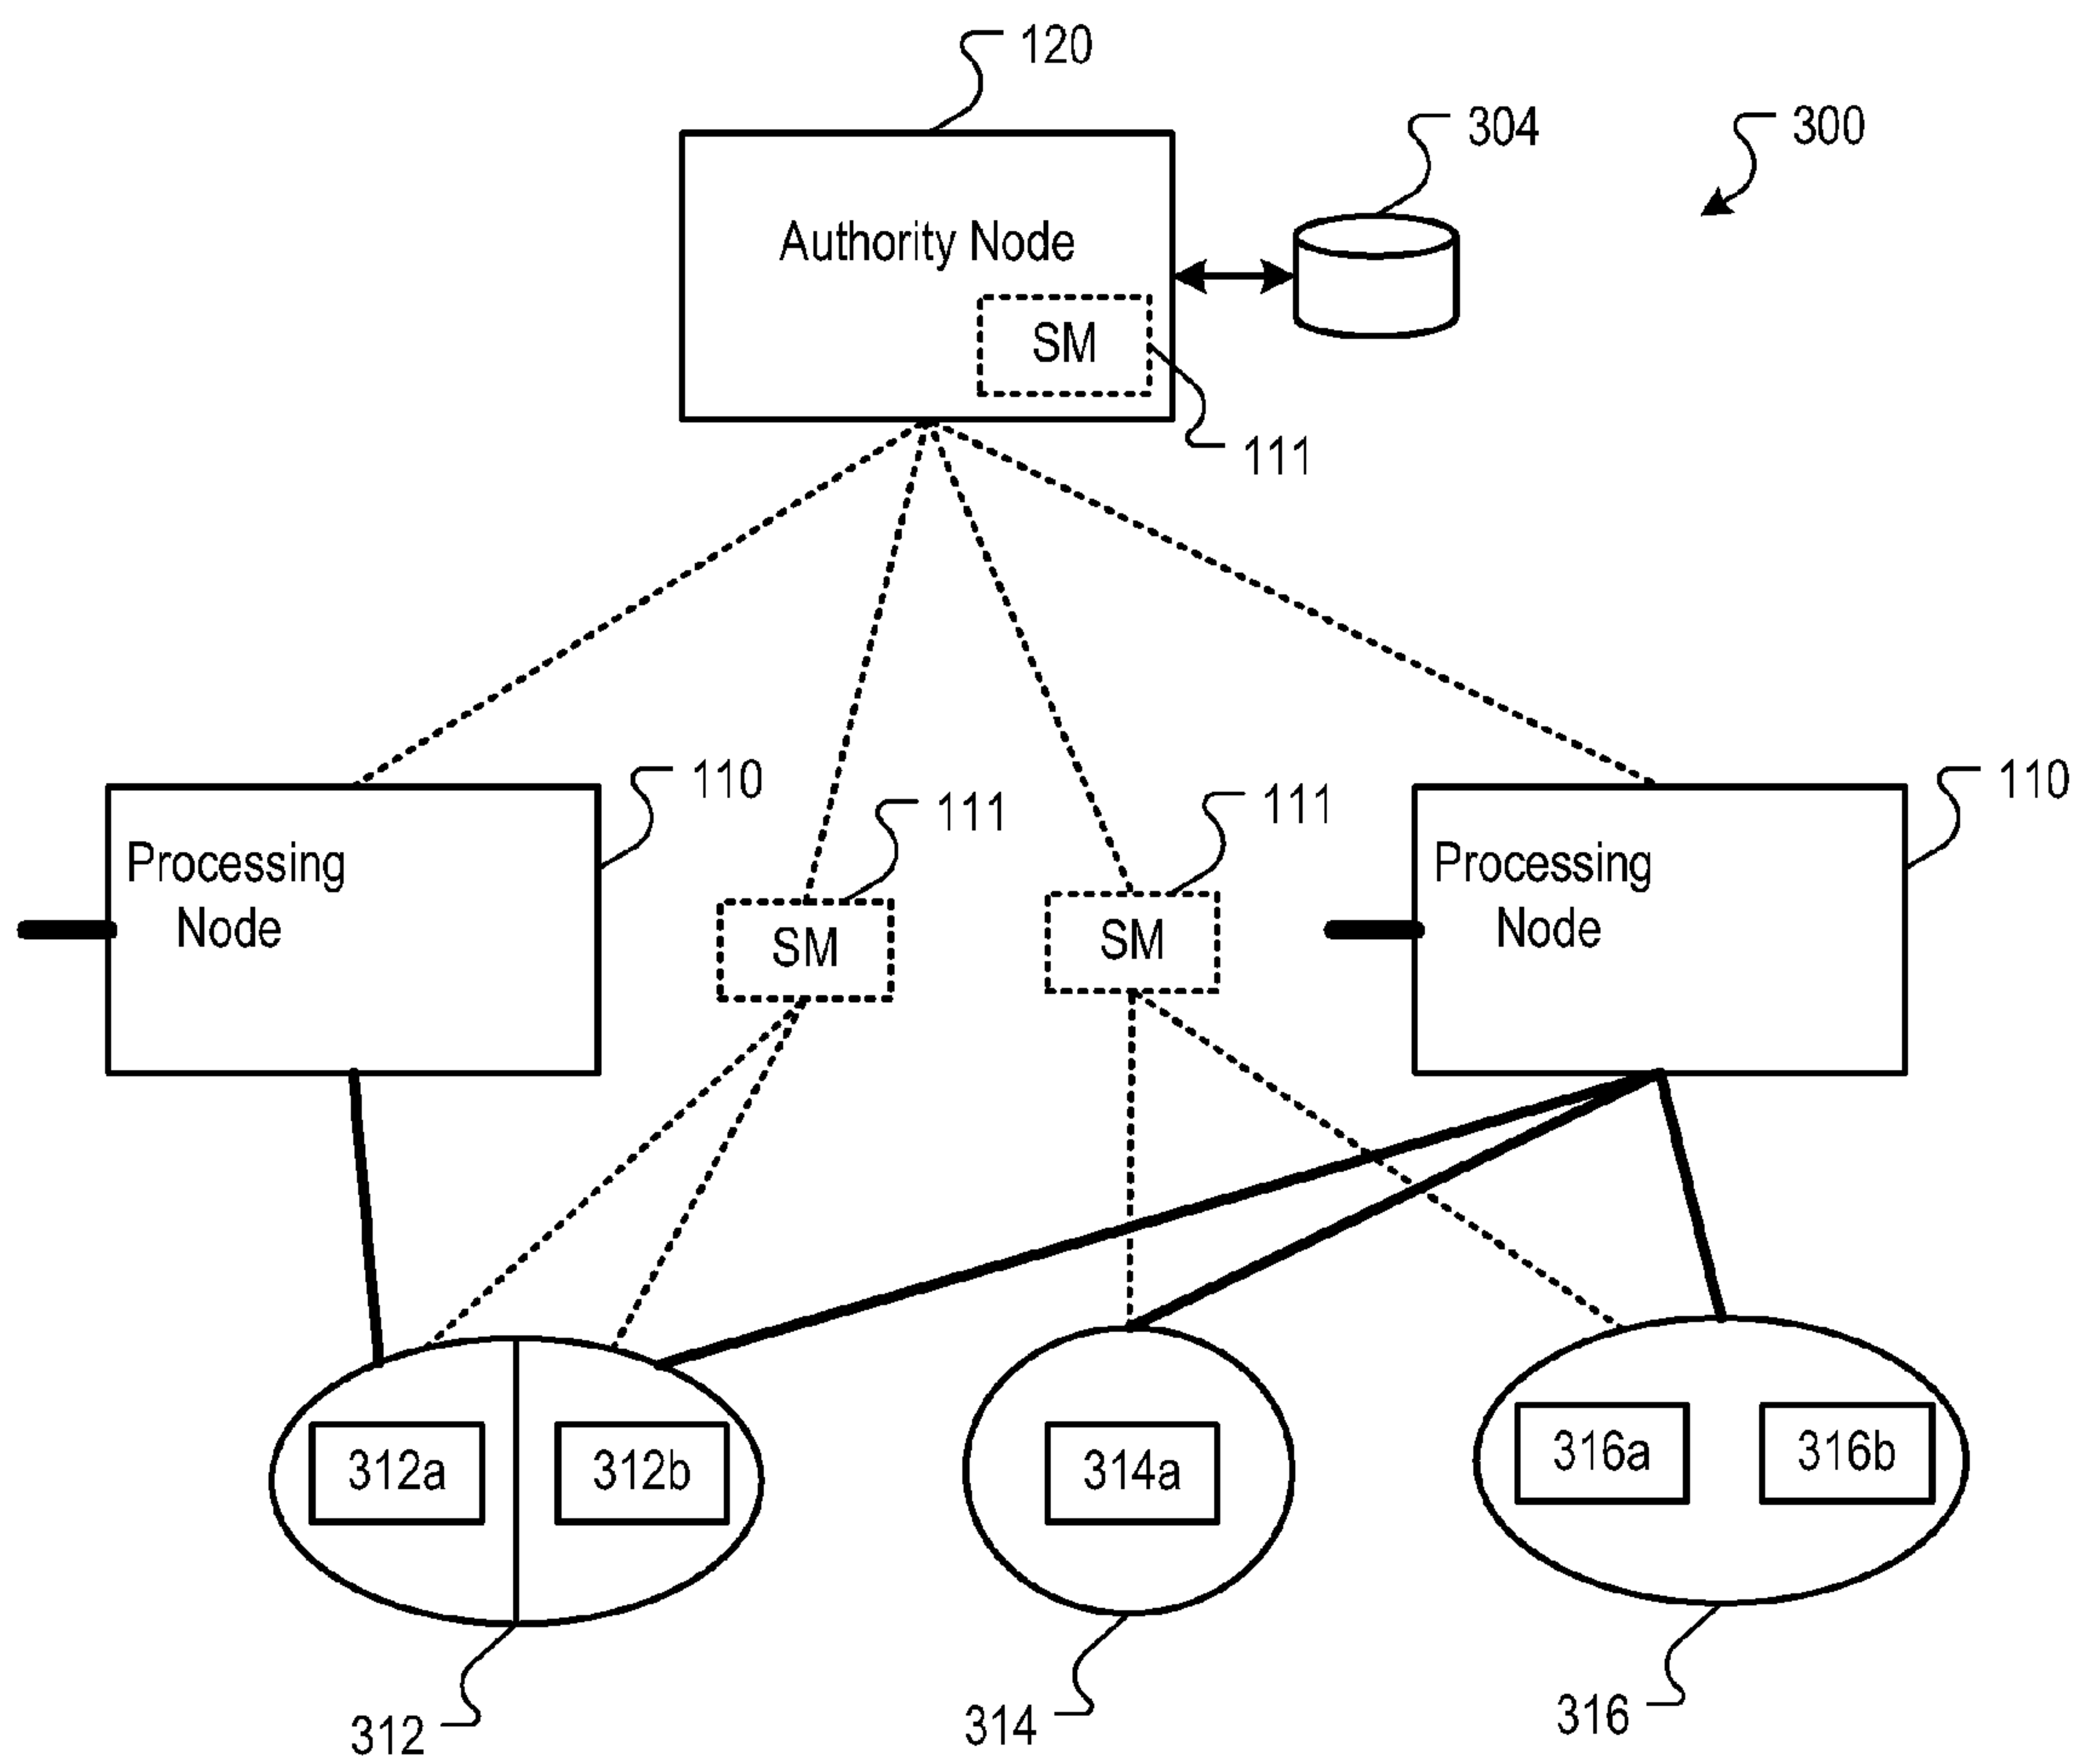 120
304
300
Authority Node
SM
111
110
111
111
110
Processing
Node
SM
SM
Processing
Node
312a
312b
314a
316a
316b
312
314
316